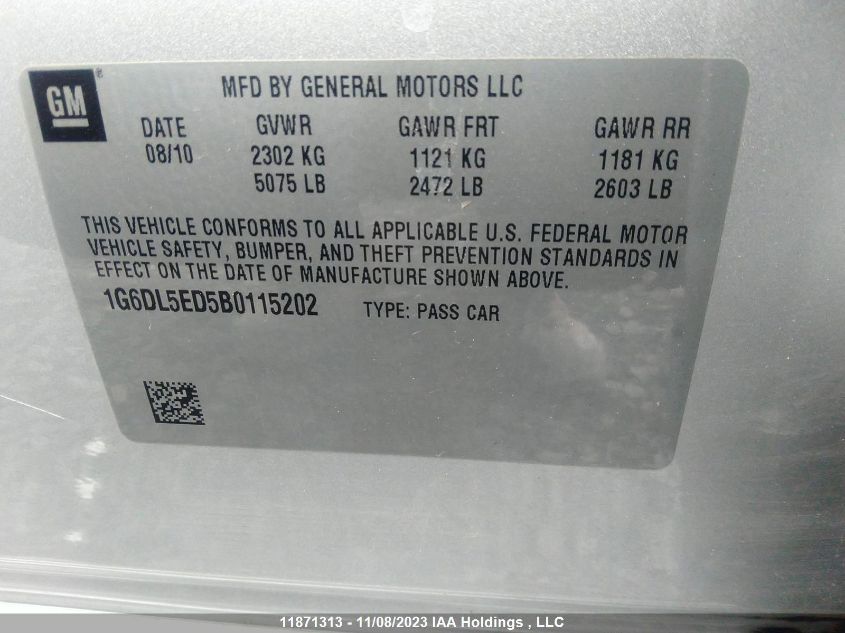 GM ®
MFD BY GENERAL MOTORS LLC
DATE GVWR GAWR FRT GAWR RR
08/10 2302 KG 1121 KG 1181 KG
5075 LB 2472 LB 2603 LB
THIS VEHICLE CONFORMS TO ALL APPLICABLE U.S. FEDERAL MOTOR
VEHICLE SAFETY, BUMPER, AND THEFT PREVENTION STANDARDS IN
EFFECT ON THE DATE OF MANUFACTURE SHOWN ABOVE.
1G6DL5ED5B0115202 TYPE: PASS CAR
11871313 - 11/08/2023 IAA Holdings , LLC